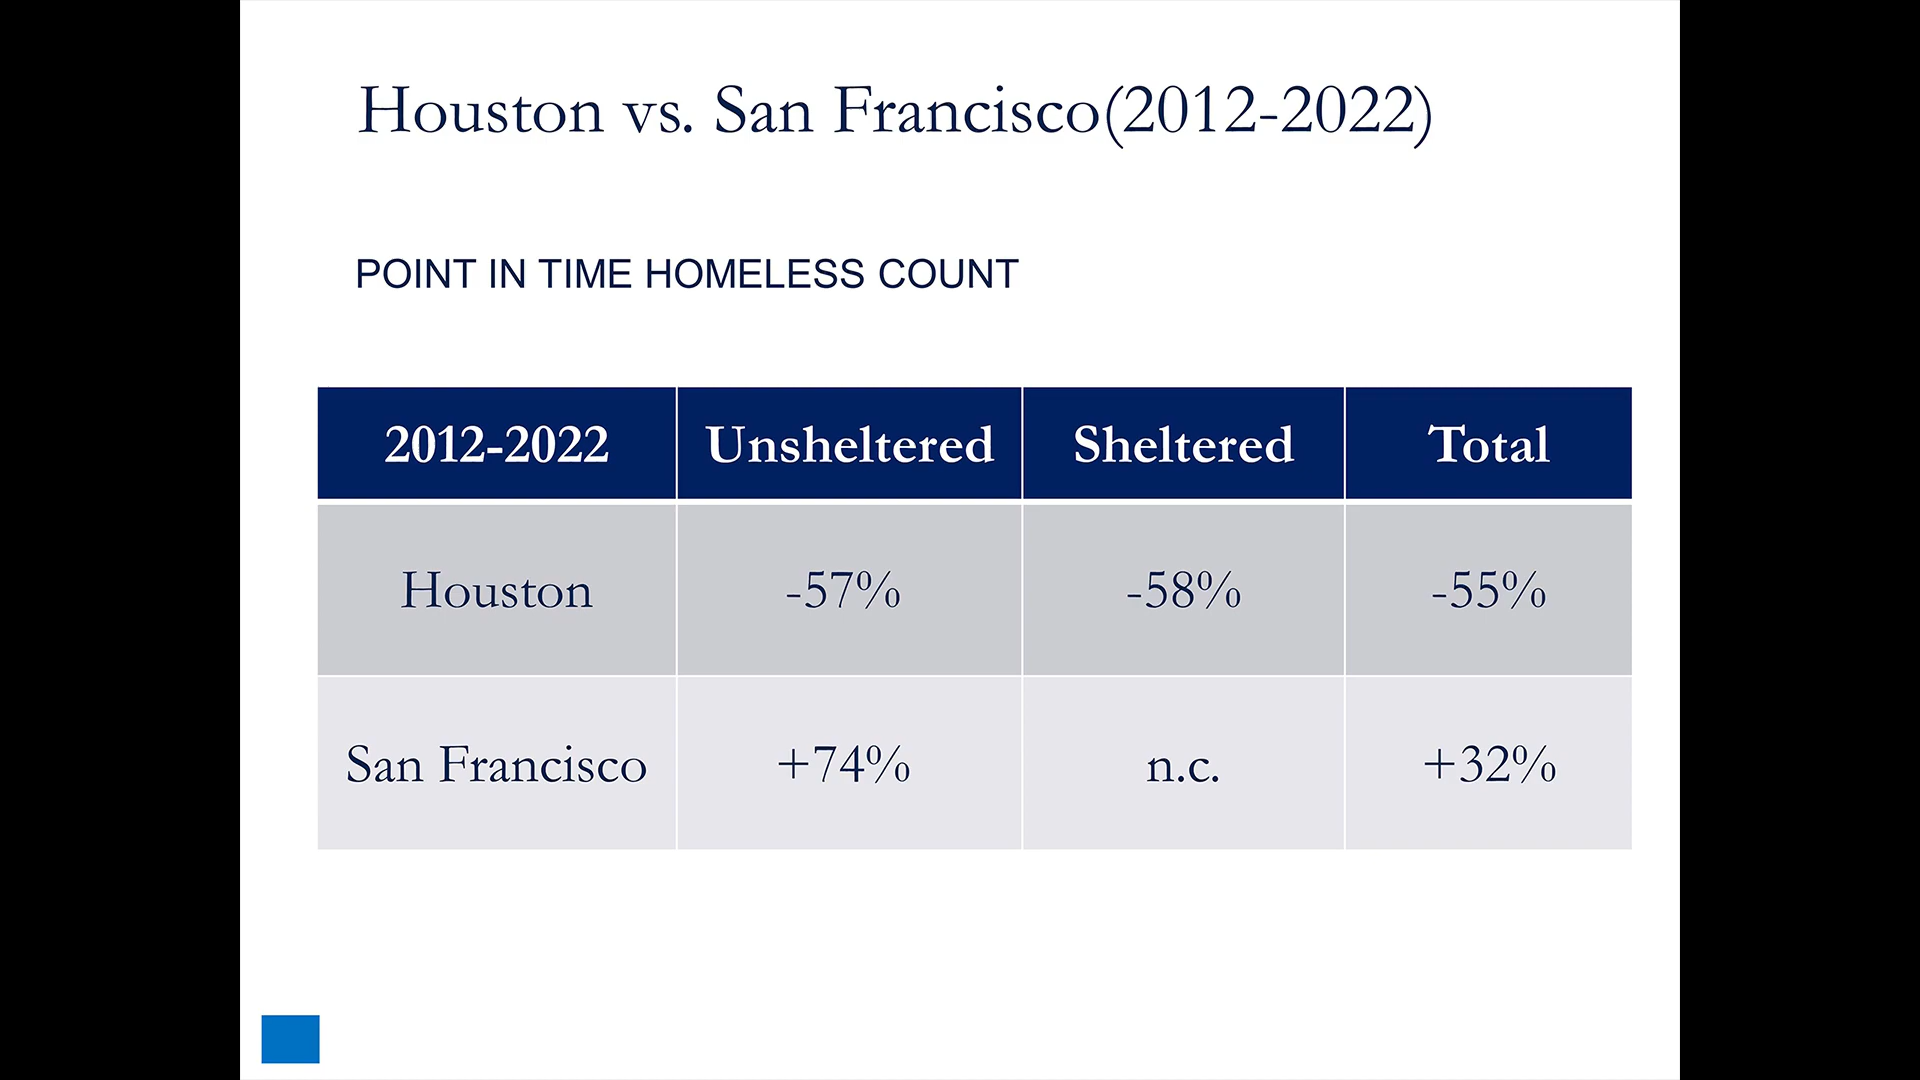 Houston vs. San Francisco(2012-2022)
POINT IN TIME HOMELESS COUNT
2012-2022 Unsheltered Sheltered Total
Houston -57% -58% -55%
San Francisco +74% n.c. +32%